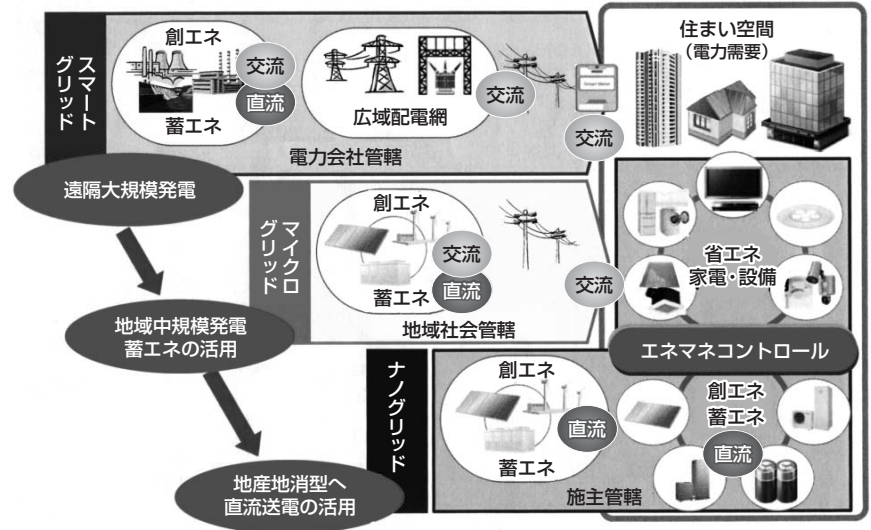 スマート
グリッド
創エネ
交流
直流
蓄エネ
広域配電網
交流
電力会社管轄
交流
住まい空間
(電力需要)
遠隔大規模発電
マイクロ
グリッド
創エネ
交流
直流
蓄エネ
地域社会管轄
交流
省エネ
家電・設備
地域中規模発電
蓄エネの活用
エネマネコントロール
ナノグリッド
創エネ
直流
蓄エネ
創エネ
蓄エネ
直流
施主管轄
地産地消型へ
直流送電の活用